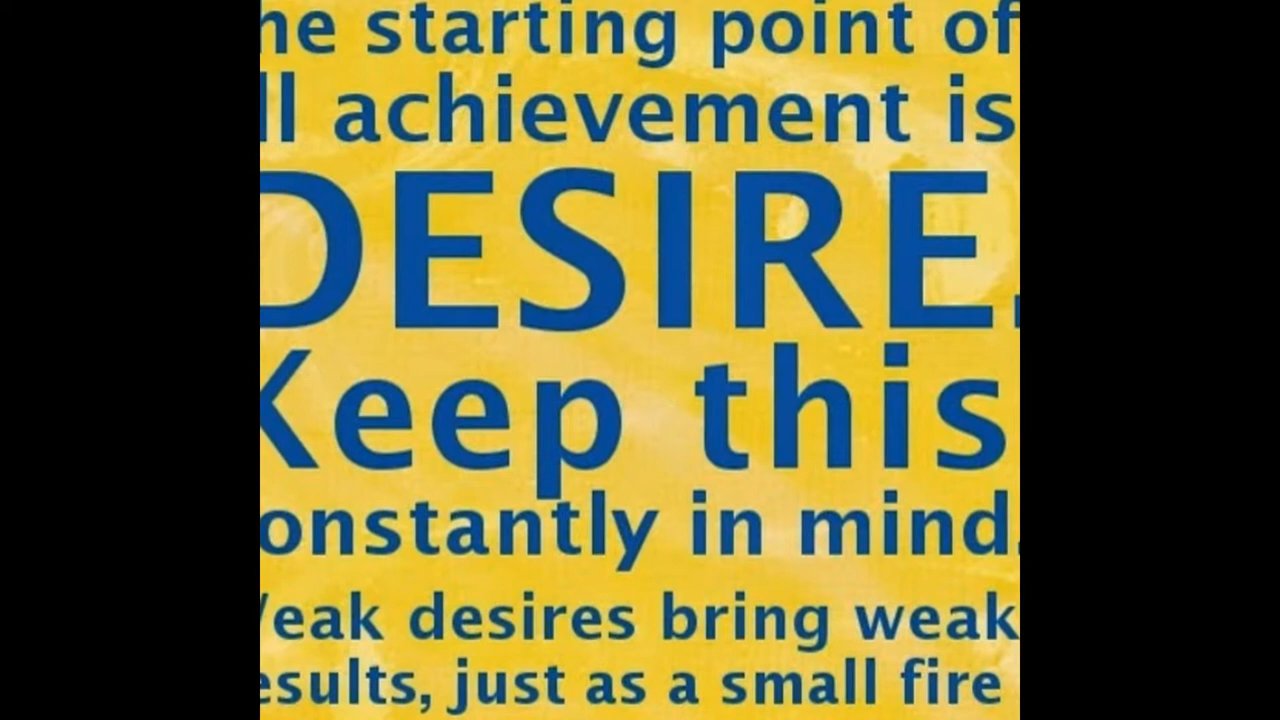 he starting point of
ll achievement is
DESIRE.
Keep this
onstantly in mind.
eak desires bring weak
esults, just as a small fire